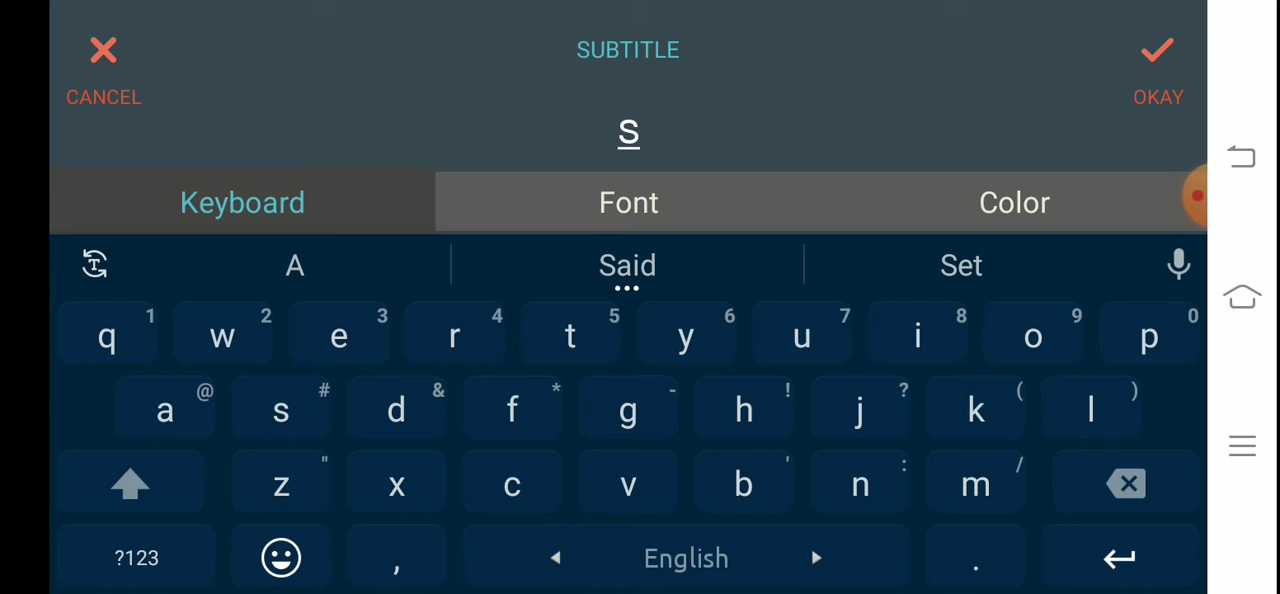 SUBTITLE
CANCEL
OKAY
S
Keyboard Font Color
A Said Set
q 1 w 2 e 3 r 4 t 5 y 6 u 7 i 8 o 9 p 0
a @ s # d & f * g - h ! j ? k ( l )
z " x c v b ' n : m /
?123 , English .